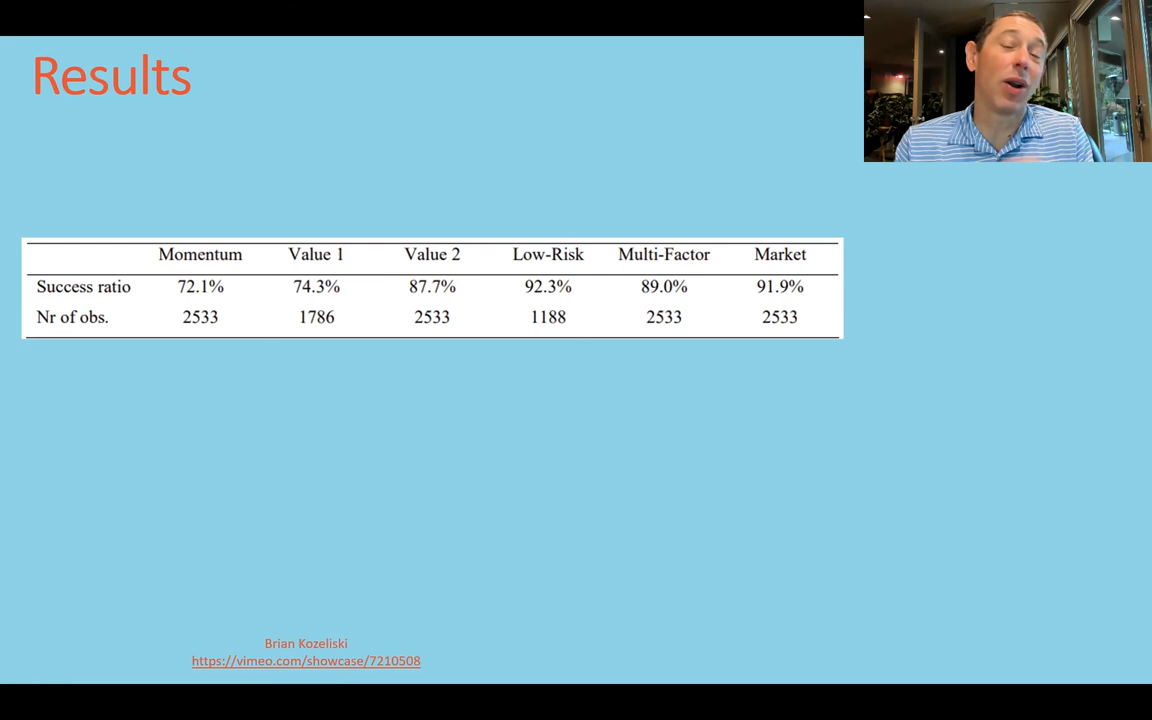 Results
Momentum Value 1 Value 2 Low-Risk Multi-Factor Market
Success ratio 72.1% 74.3% 87.7% 92.3% 89.0% 91.9%
Nr of obs. 2533 1786 2533 1188 2533 2533
Brian Kozeliski
https://vimeo.com/showcase/7210508